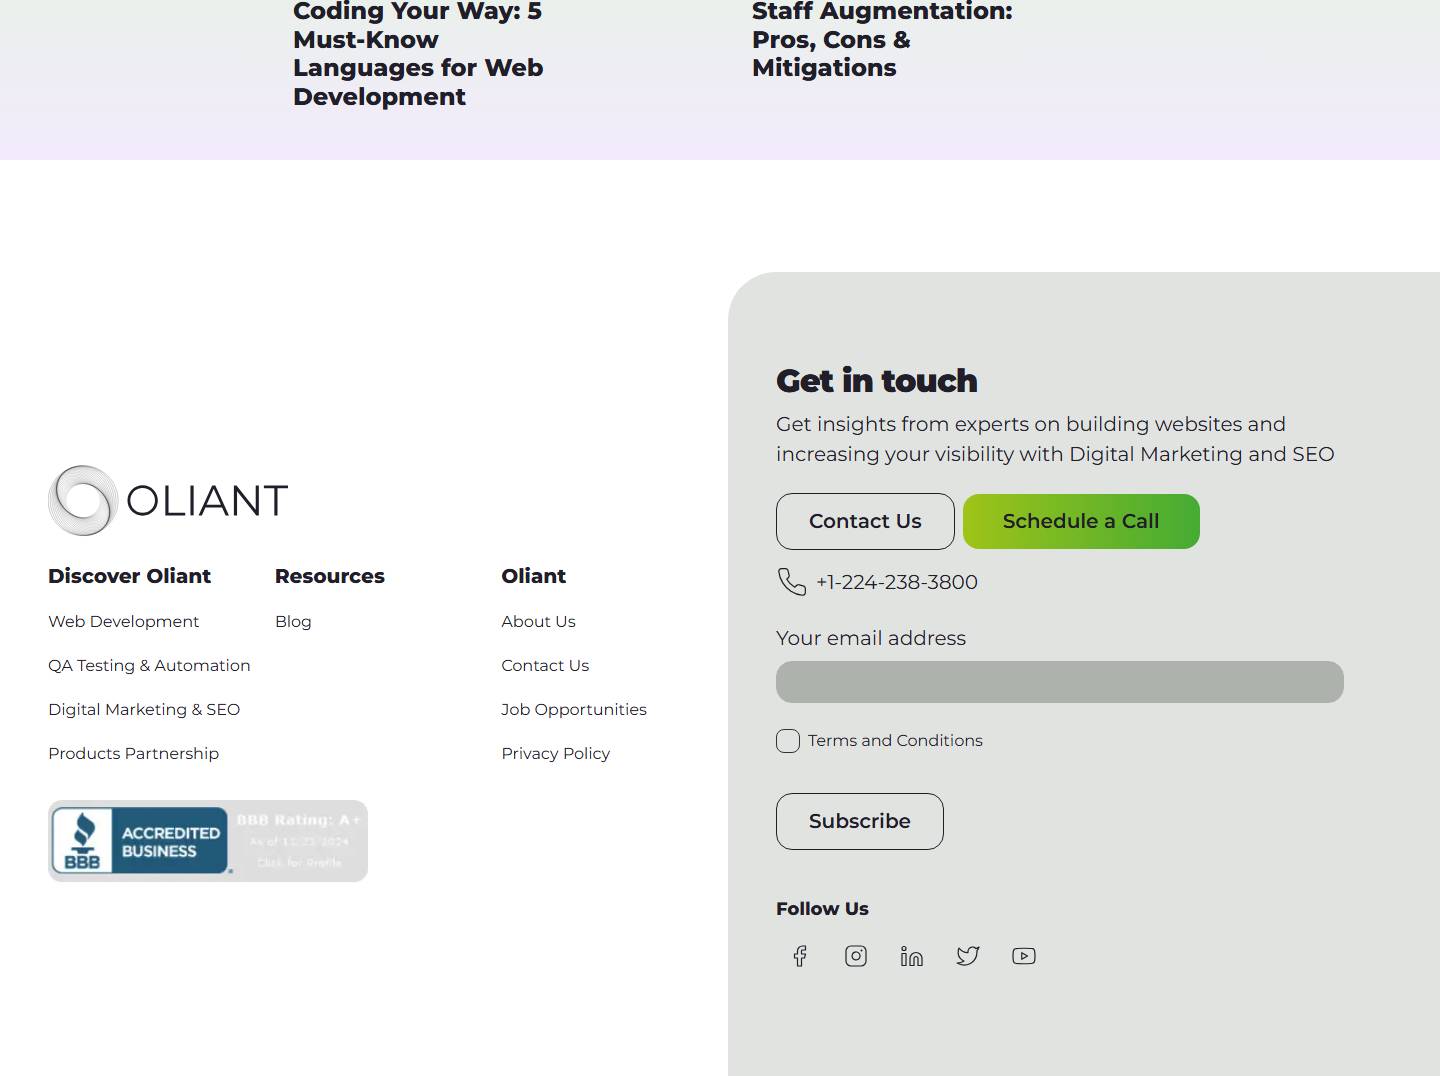 Coding Your Way: 5
Must-Know
Languages for Web
Development
Staff Augmentation:
Pros, Cons &
Mitigations
OLIANT
Discover Oliant
Web Development
QA Testing & Automation
Digital Marketing & SEO
Products Partnership
Resources
Blog
Oliant
About Us
Contact Us
Job Opportunities
Privacy Policy
BBB
ACCREDITED
BUSINESS
BBB Rating: A+
Click for Profile
Get in touch
Get insights from experts on building websites and
increasing your visibility with Digital Marketing and SEO
Contact Us
Schedule a Call
+1-224-238-3800
Your email address
Terms and Conditions
Subscribe
Follow Us